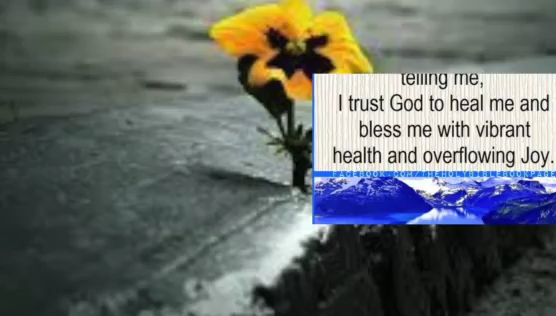 telling me,
I trust God to heal me and
bless me with vibrant
health and overflowing Joy.
FACEBOOK.COM/THEHOLYBIBLEBOOKPAGE